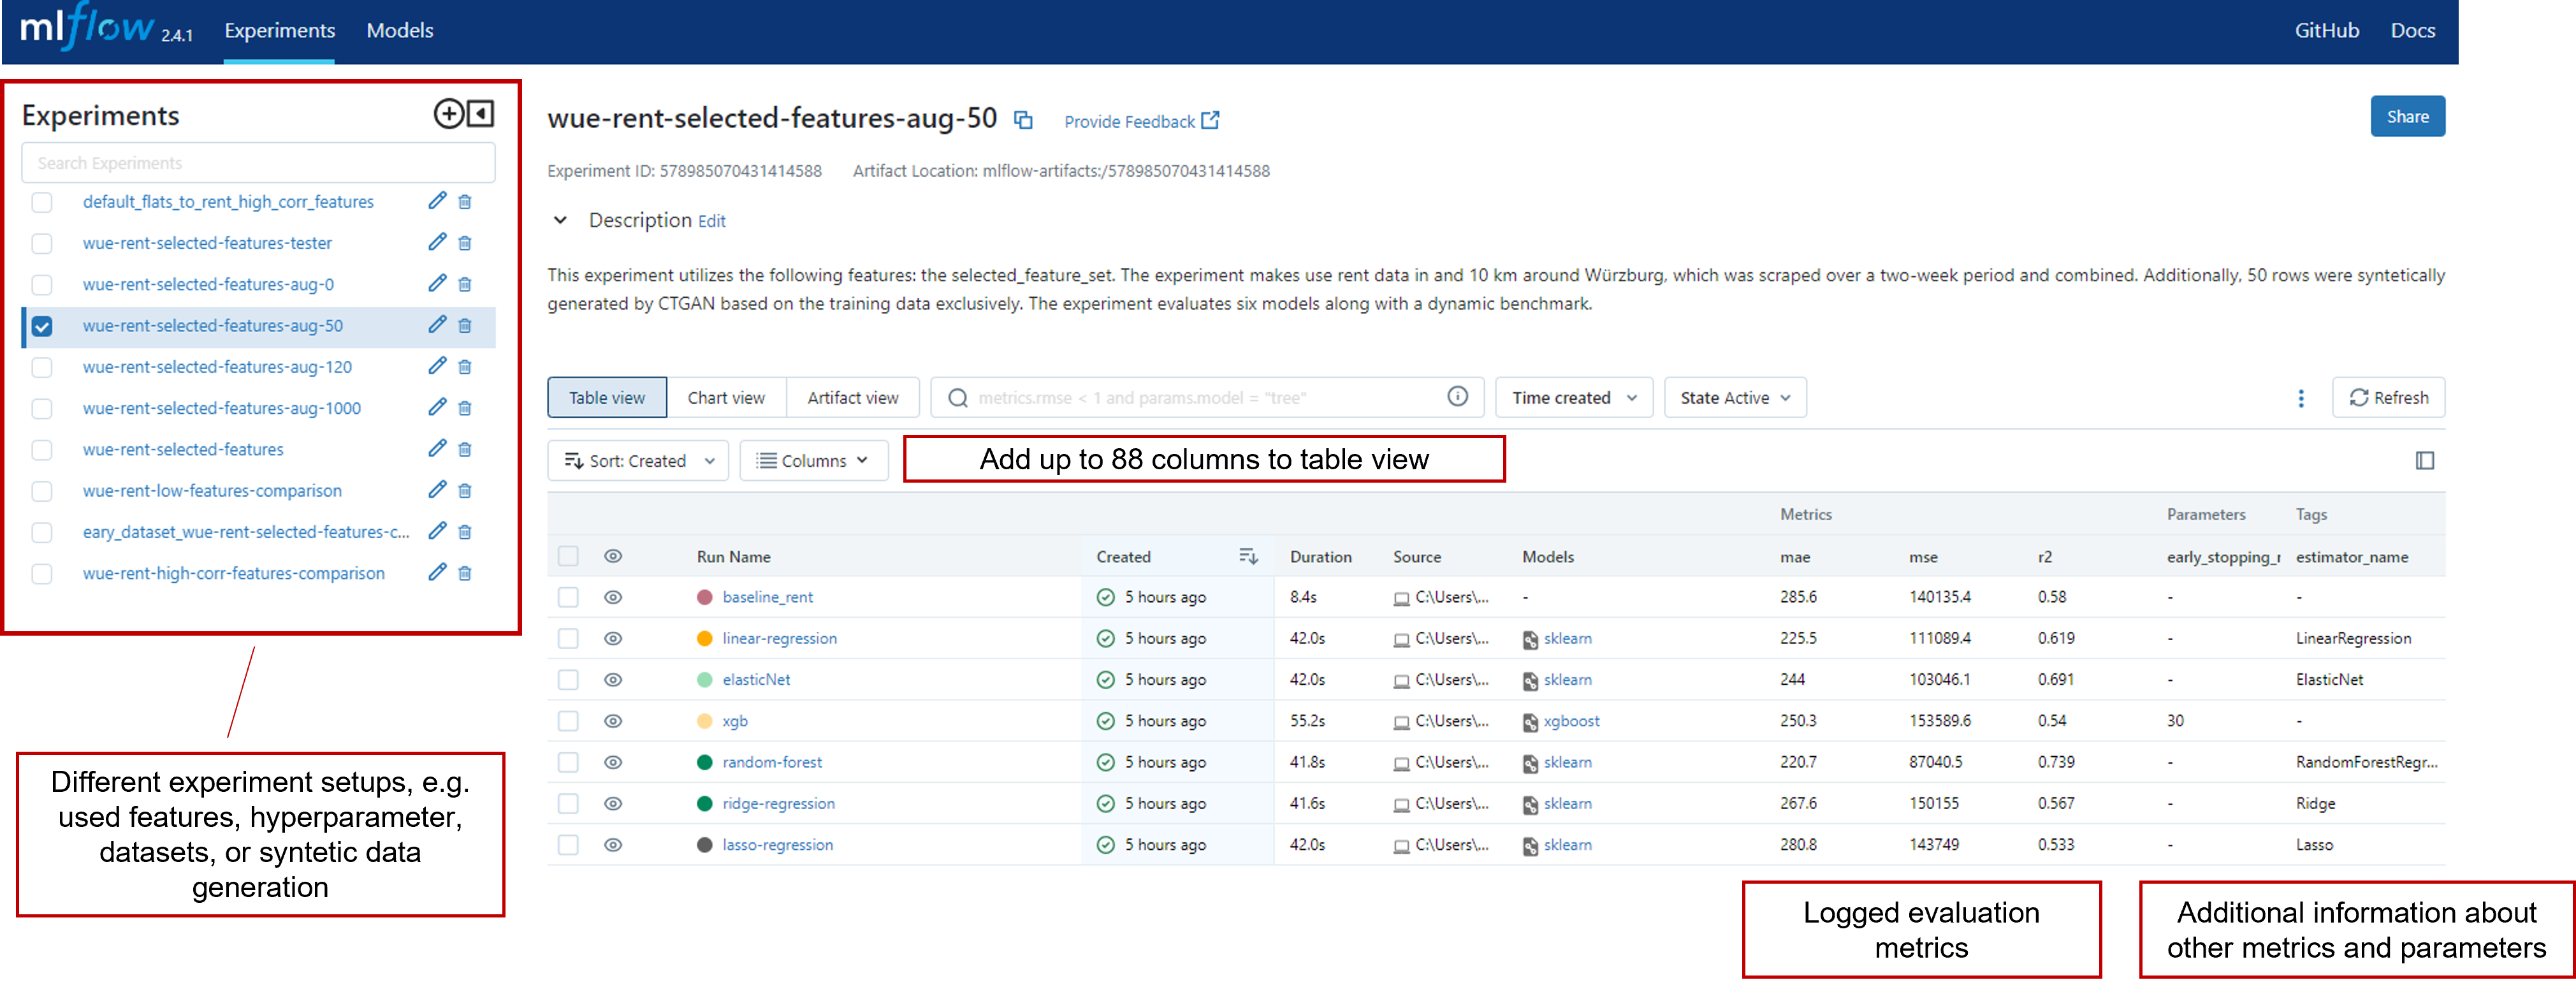 mlflow 2.4.1 Experiments Models GitHub Docs
Experiments
Search Experiments
default_flats_to_rent_high_corr_features
wue-rent-selected-features-tester
wue-rent-selected-features-aug-0
wue-rent-selected-features-aug-50
wue-rent-selected-features-aug-120
wue-rent-selected-features-aug-1000
wue-rent-selected-features
wue-rent-low-features-comparison
eary_dataset_wue-rent-selected-features-c...
wue-rent-high-corr-features-comparison
Different experiment setups, e.g.
used features, hyperparameter,
datasets, or syntetic data
generation
wue-rent-selected-features-aug-50 Provide Feedback Share
Experiment ID: 578985070431414588 Artifact Location: mlflow-artifacts:/578985070431414588
Description Edit
This experiment utilizes the following features: the selected_feature_set. The experiment makes use rent data in and 10 km around Würzburg, which was scraped over a two-week period and combined. Additionally, 50 rows were syntetically
generated by CTGAN based on the training data exclusively. The experiment evaluates six models along with a dynamic benchmark.
Table view Chart view Artifact view metrics.rmse < 1 and params.model = "tree" Time created State Active Refresh
Sort: Created Columns Add up to 88 columns to table view
Metrics Parameters Tags
Run Name Created Duration Source Models mae mse r2 early_stopping_r estimator_name
baseline_rent 5 hours ago 8.4s C:\Users\... - 285.6 140135.4 0.58 - -
linear-regression 5 hours ago 42.0s C:\Users\... sklearn 225.5 111089.4 0.619 - LinearRegression
elasticNet 5 hours ago 42.0s C:\Users\... sklearn 244 103046.1 0.691 - ElasticNet
xgb 5 hours ago 55.2s C:\Users\... xgboost 250.3 153589.6 0.54 30 -
random-forest 5 hours ago 41.8s C:\Users\... sklearn 220.7 87040.5 0.739 - RandomForestRegr...
ridge-regression 5 hours ago 41.6s C:\Users\... sklearn 267.6 150155 0.567 - Ridge
lasso-regression 5 hours ago 42.0s C:\Users\... sklearn 280.8 143749 0.533 - Lasso
Logged evaluation
metrics
Additional information about
other metrics and parameters